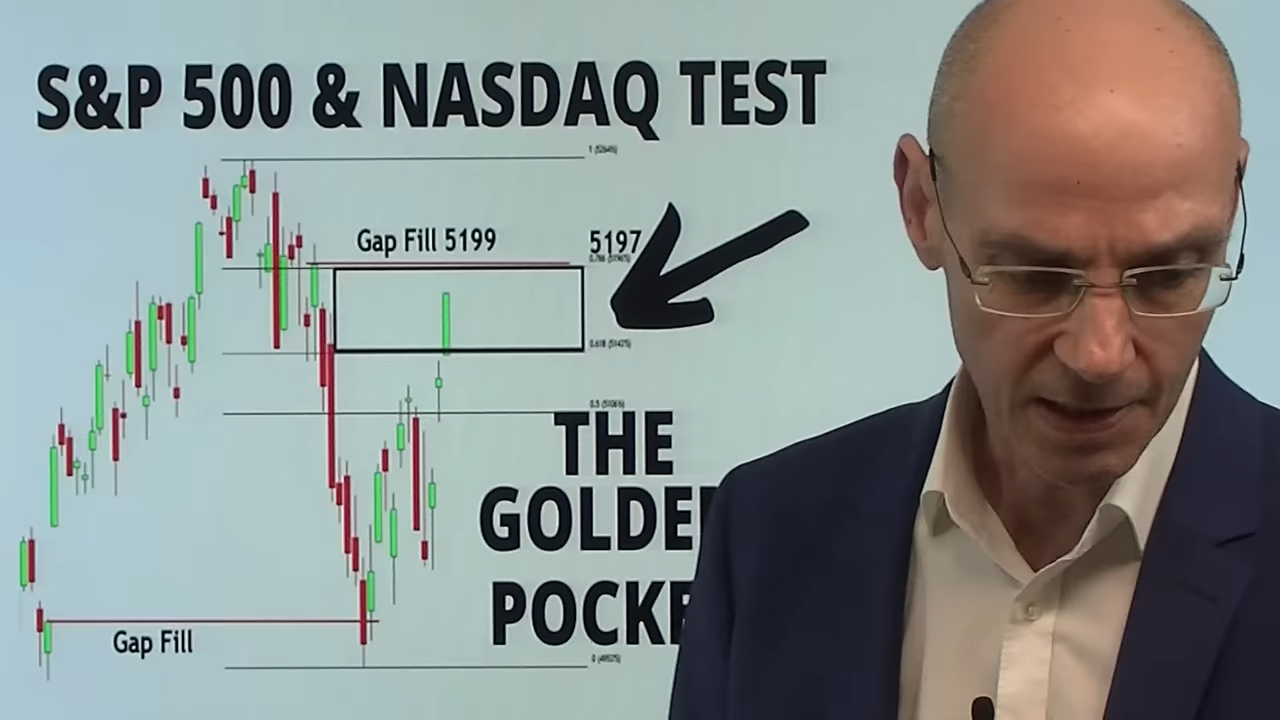 S&P 500 & NASDAQ TEST
Gap Fill 5199
5197
THE
GOLDE
POCKE
Gap Fill